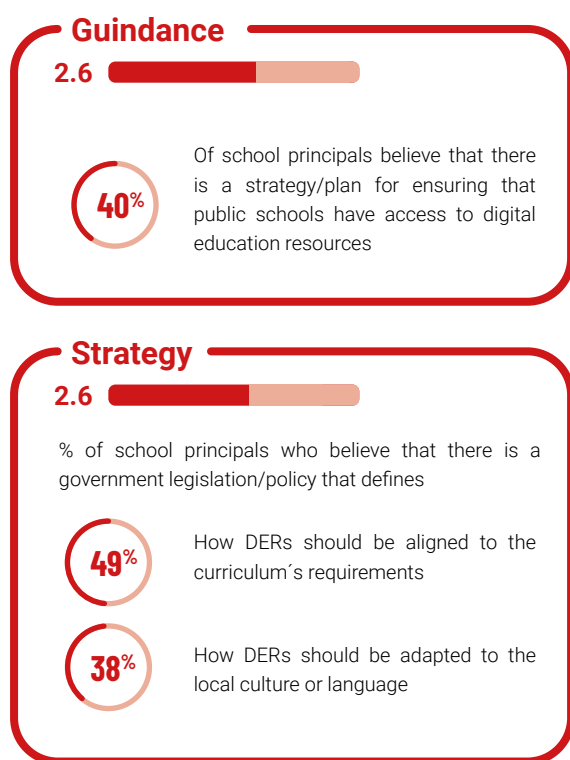 Guindance
2.6
40%
Of school principals believe that there
is a strategy/plan for ensuring that
public schools have access to digital
education resources
Strategy
2.6
% of school principals who believe that there is a
government legislation/policy that defines
49%
How DERs should be aligned to the
curriculum´s requirements
38%
How DERs should be adapted to the
local culture or language